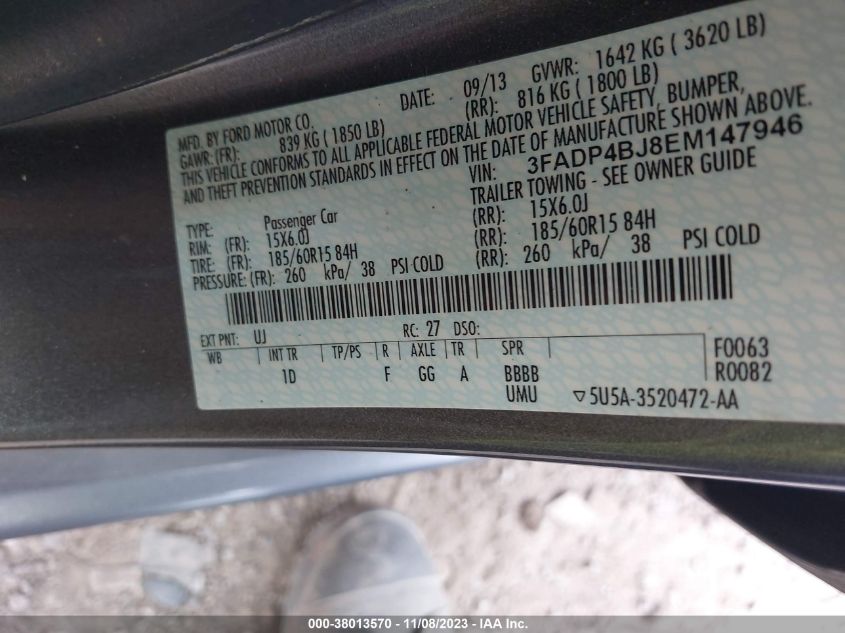 MFD. BY FORD MOTOR CO.
DATE: 09/13 GVWR: 1642 KG ( 3620 LB)
GAWR: (FR): 839 KG ( 1850 LB) (RR): 816 KG ( 1800 LB)
THIS VEHICLE CONFORMS TO ALL APPLICABLE FEDERAL MOTOR VEHICLE SAFETY, BUMPER,
AND THEFT PREVENTION STANDARDS IN EFFECT ON THE DATE OF MANUFACTURE SHOWN ABOVE.
VIN: 3FADP4BJ8EM147946
TYPE: Passenger Car TRAILER TOWING - SEE OWNER GUIDE
RIM: (FR): 15X6.0J (RR): 15X6.0J
TIRE: (FR): 185/60R15 84H (RR): 185/60R15 84H
PRESSURE: (FR): 260 kPa/ 38 PSI COLD (RR): 260 kPa/ 38 PSI COLD
EXT PNT: UJ RC: 27 DSO:
WB INT TR TP/PS R AXLE TR SPR F0063
1D F GG A BBBB R0082
UMU ▽5U5A-3520472-AA
000-38013570 - 11/08/2023 - IAA Inc.